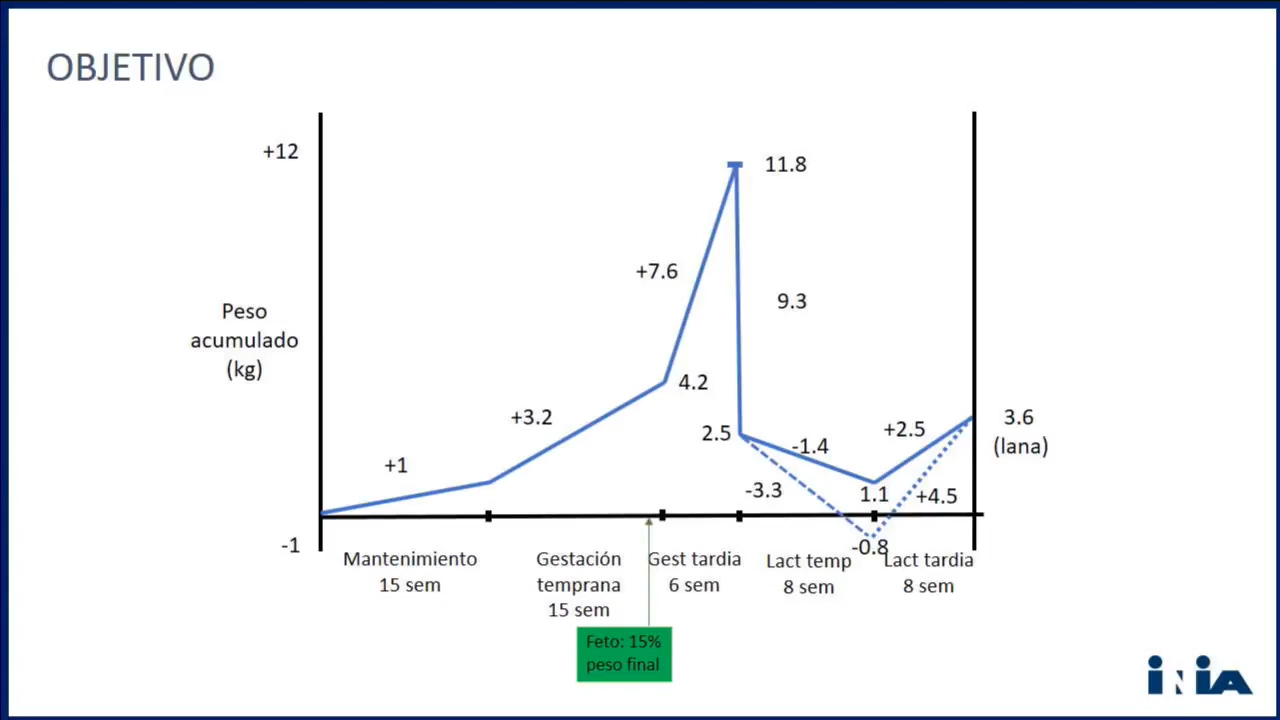 OBJETIVO
+12
11.8
+7.6
9.3
Peso
acumulado
(kg)
4.2
+3.2
2.5
-1.4
+2.5
3.6
(lana)
+1
-3.3
1.1
+4.5
-1
-0.8
Mantenimiento
15 sem
Gestación
temprana
15 sem
Gest tardia
6 sem
Lact temp
8 sem
Lact tardia
8 sem
Feto: 15%
peso final
INIA